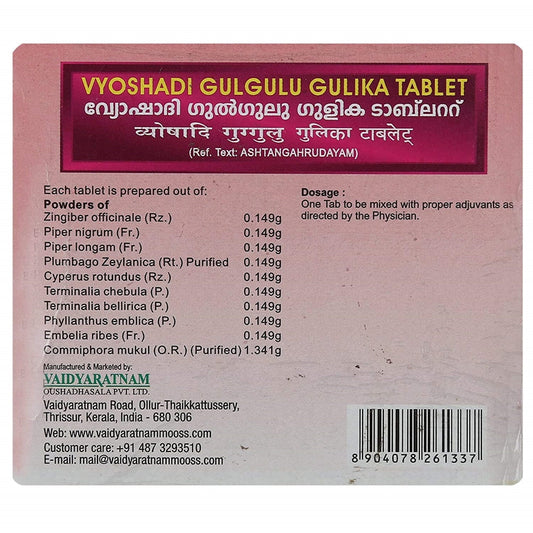 VYOSHADI GULGULU GULIKA TABLET
വ്യോഷാദി ഗുൽഗുലു ഗുളിക ടാബ്ലററ്
व्योषादि गुग्गुलु गुलिका टाबलेट्
(Ref. Text: ASHTANGAHRUDAYAM)
Each tablet is prepared out of:
Powders of
Zingiber officinale (Rz.) 0.149g
Piper nigrum (Fr.) 0.149g
Piper longam (Fr.) 0.149g
Plumbago Zeylanica (Rt.) Purified 0.149g
Cyperus rotundus (Rz.) 0.149g
Terminalia chebula (P.) 0.149g
Terminalia bellirica (P.) 0.149g
Phyllanthus emblica (P.) 0.149g
Embelia ribes (Fr.) 0.149g
Commiphora mukul (O.R.) (Purified) 1.341g
Dosage :
One Tab to be mixed with proper adjuvants as
directed by the Physician.
Manufactured & Marketed by:
VAIDYARATNAM
OUSHADHASALA PVT. LTD.
Vaidyaratnam Road, Ollur-Thaikkattussery,
Thrissur, Kerala, India - 680 306
Web: www.vaidyaratnammooss.com
Customer care: +91 487 3293510
E-mail: mail@vaidyaratnammooss.com
8 904078 261337